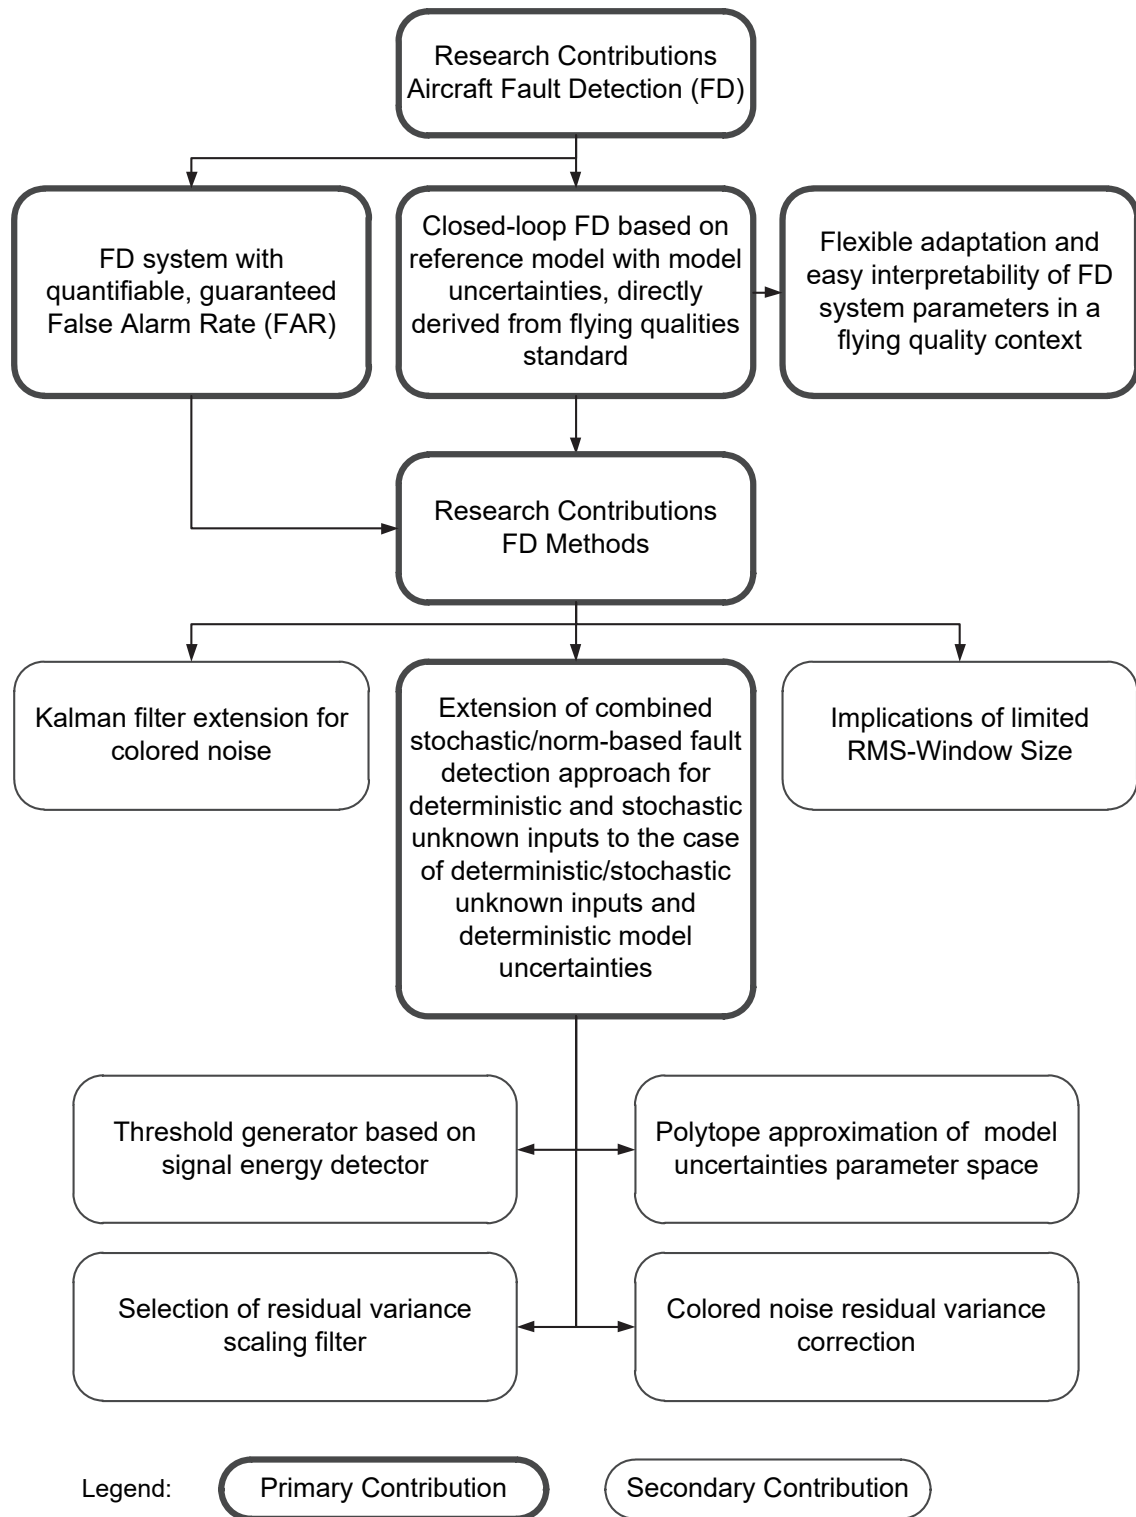 Research Contributions
Aircraft Fault Detection (FD)
FD system with
quantifiable, guaranteed
False Alarm Rate (FAR)
Closed-loop FD based on
reference model with model
uncertainties, directly
derived from flying qualities
standard
Flexible adaptation and
easy interpretability of FD
system parameters in a
flying quality context
Research Contributions
FD Methods
Kalman filter extension for
colored noise
Extension of combined
stochastic/norm-based fault
detection approach for
deterministic and stochastic
unknown inputs to the case
of deterministic/stochastic
unknown inputs and
deterministic model
uncertainties
Implications of limited
RMS-Window Size
Threshold generator based on
signal energy detector
Polytope approximation of model
uncertainties parameter space
Selection of residual variance
scaling filter
Colored noise residual variance
correction
Legend:
Primary Contribution
Secondary Contribution